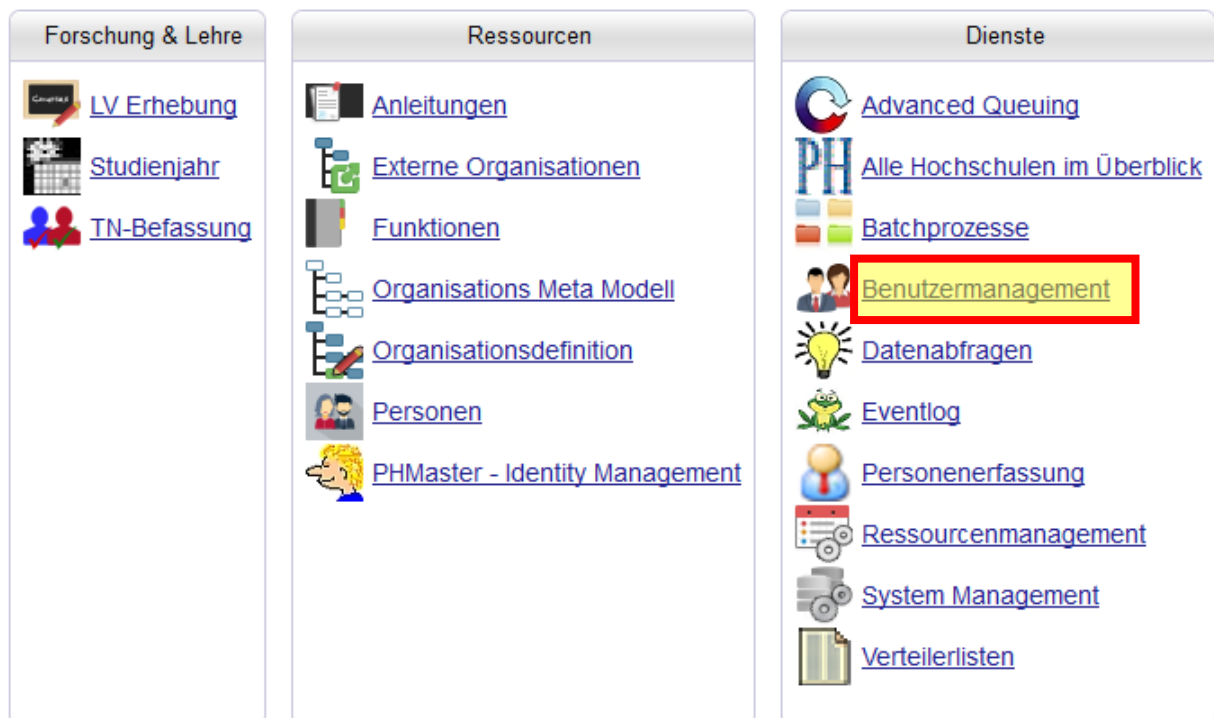 Forschung & Lehre
LV Erhebung
Studienjahr
TN-Befassung
Ressourcen
Anleitungen
Externe Organisationen
Funktionen
Organisations Meta Modell
Organisationsdefinition
Personen
PHMaster - Identity Management
Dienste
Advanced Queuing
PH
Alle Hochschulen im Überblick
Batchprozesse
Benutzermanagement
Datenabfragen
Eventlog
Personenerfassung
Ressourcenmanagement
System Management
Verteilerlisten